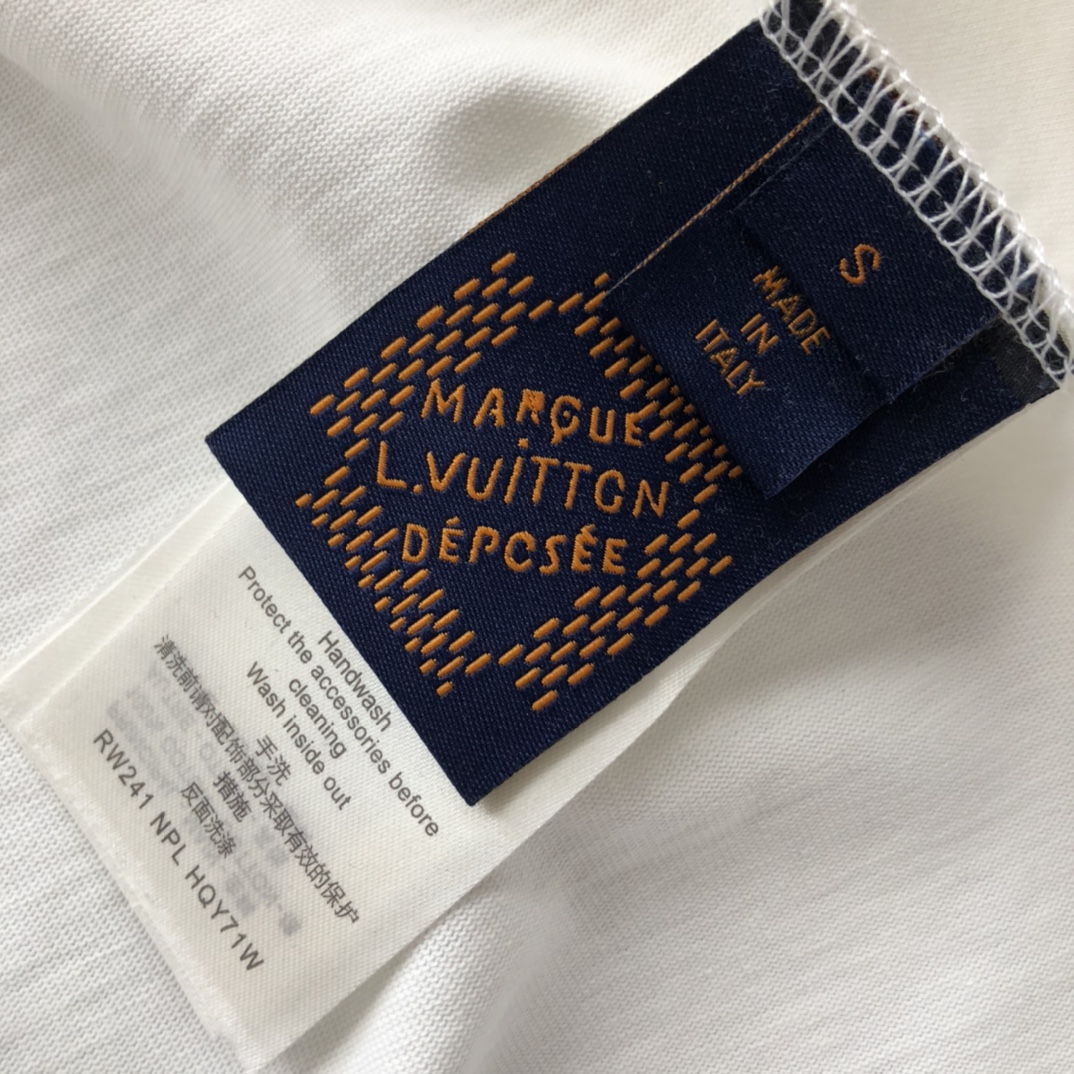 S
MADE
IN
ITALY
MARQUE
L.VUITTON
DÉPOSÉE
Handwash
Protect the accessories before
cleaning
Wash inside out
手洗
清洗前请对配饰部分采取有效的保护
措施
反面洗涤
RW241 NPL HQY71W